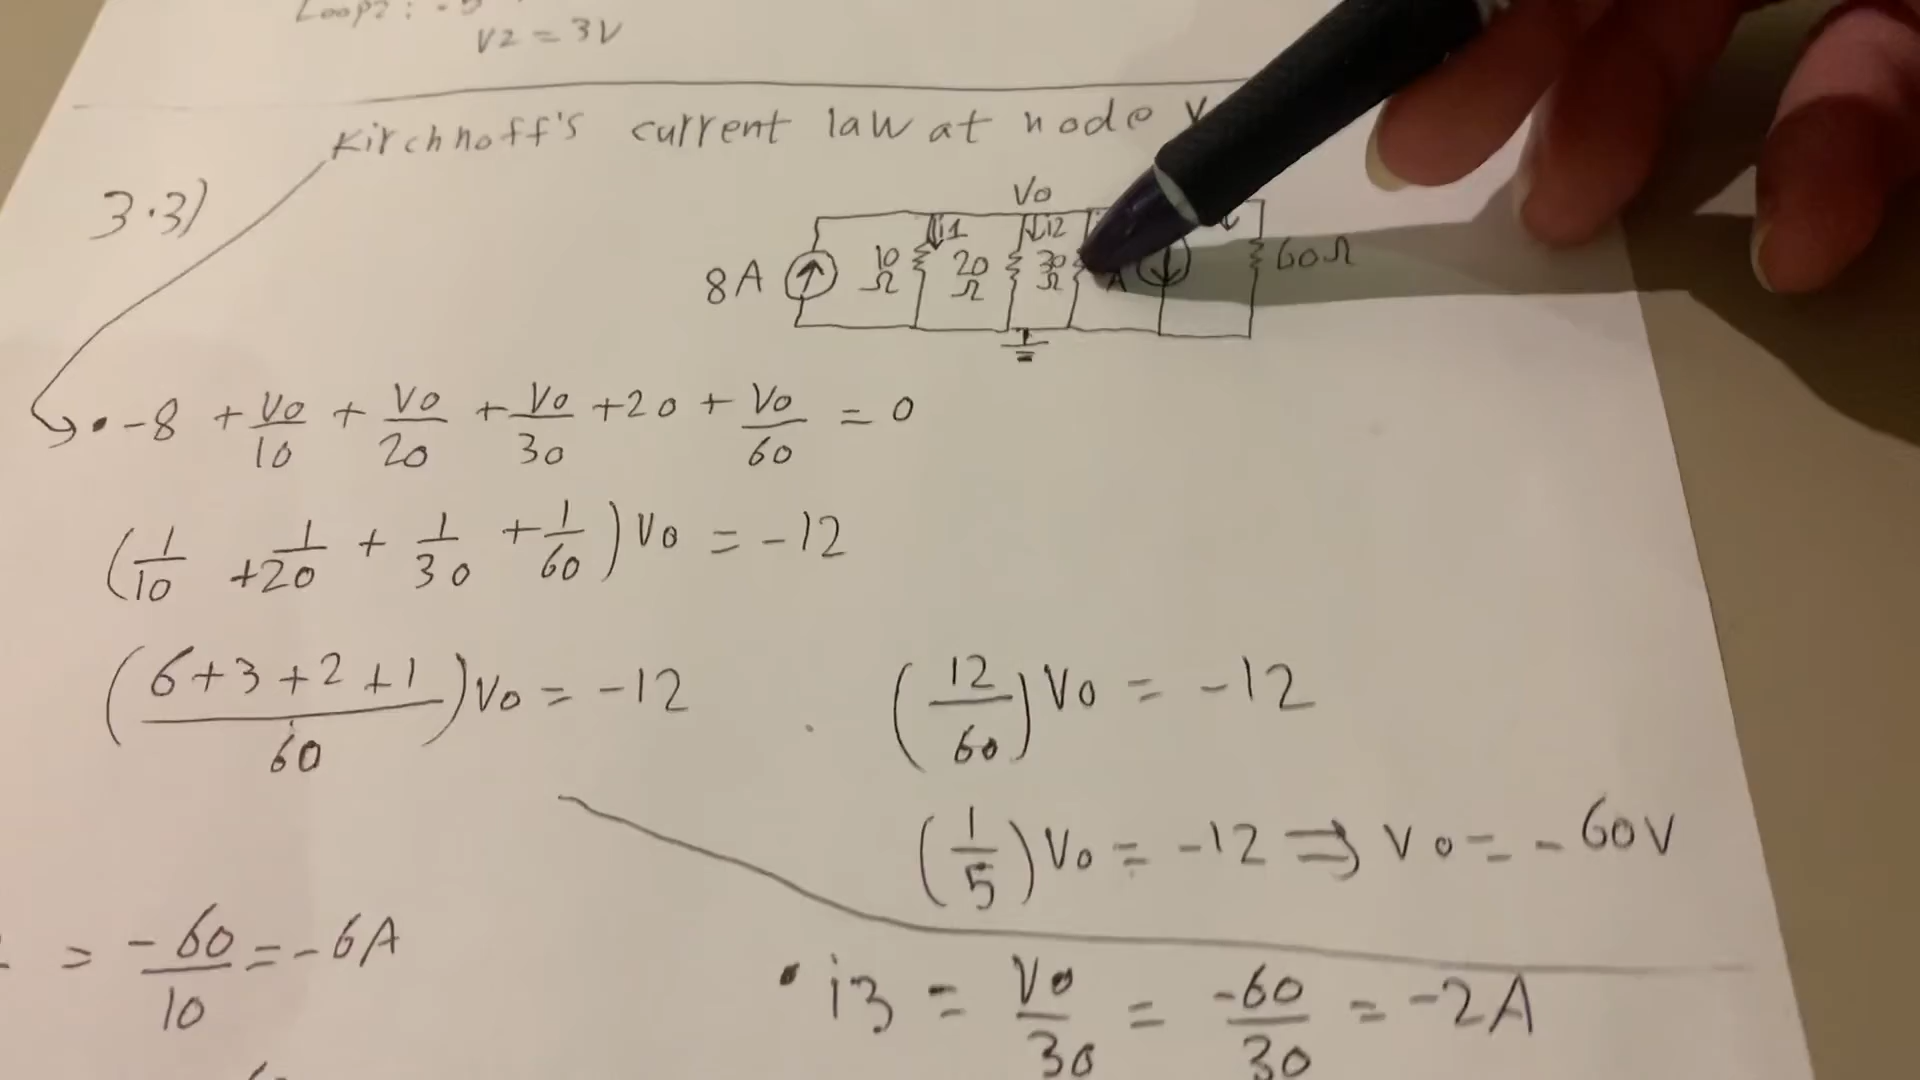 Loop2: -5
V2 = 3V
Kirchhoff's current law at node V
3.3)
Vo
i1 i2
8A 10 Ω 20 Ω 30 Ω A 60Ω
• -8 + Vo/10 + Vo/20 + Vo/30 + 20 + Vo/60 = 0
(1/10 + 1/20 + 1/30 + 1/60) Vo = -12
((6+3+2+1)/60) Vo = -12 (12/60) Vo = -12
(1/5) Vo = -12 ⇒ Vo = -60V
= -60/10 = -6A
• i3 = Vo/30 = -60/30 = -2A